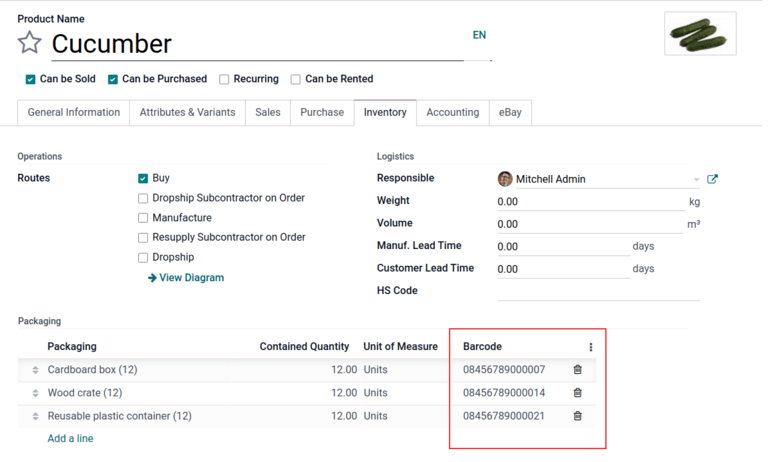 Product Name
Cucumber EN
Can be Sold Can be Purchased Recurring Can be Rented
General Information Attributes & Variants Sales Purchase Inventory Accounting eBay
Operations
Routes
Buy
Dropship Subcontractor on Order
Manufacture
Resupply Subcontractor on Order
Dropship
View Diagram
Logistics
Responsible Mitchell Admin
Weight 0.00 kg
Volume 0.00 m³
Manuf. Lead Time 0.00 days
Customer Lead Time 0.00 days
HS Code
Packaging
Packaging Contained Quantity Unit of Measure Barcode
Cardboard box (12) 12.00 Units 08456789000007
Wood crate (12) 12.00 Units 08456789000014
Reusable plastic container (12) 12.00 Units 08456789000021
Add a line